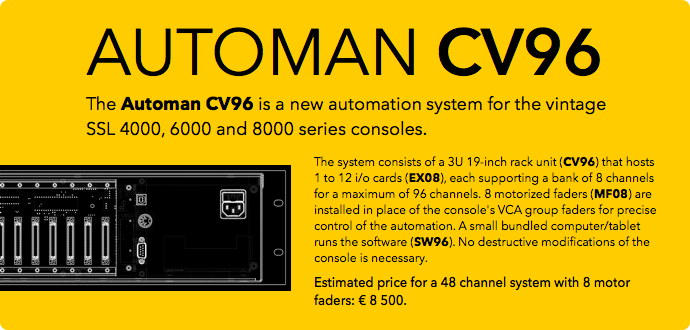 AUTOMAN CV96
The Automan CV96 is a new automation system for the vintage
SSL 4000, 6000 and 8000 series consoles.
The system consists of a 3U 19-inch rack unit (CV96) that hosts
1 to 12 i/o cards (EX08), each supporting a bank of 8 channels
for a maximum of 96 channels. 8 motorized faders (MF08) are
installed in place of the console's VCA group faders for precise
control of the automation. A small bundled computer/tablet
runs the software (SW96). No destructive modifications of the
console is necessary.
Estimated price for a 48 channel system with 8 motor
faders: € 8 500.